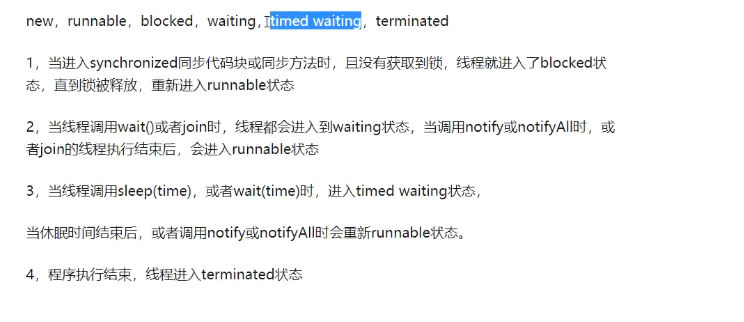 new，runnable，blocked，waiting，timed waiting，terminated
1，当进入synchronized同步代码块或同步方法时，且没有获取到锁，线程就进入了blocked状
态，直到锁被释放，重新进入runnable状态
2，当线程调用wait()或者join时，线程都会进入到waiting状态，当调用notify或notifyAll时，或
者join的线程执行结束后，会进入runnable状态
3，当线程调用sleep(time)，或者wait(time)时，进入timed waiting状态，
当休眠时间结束后，或者调用notify或notifyAll时会重新runnable状态。
4，程序执行结束，线程进入terminated状态